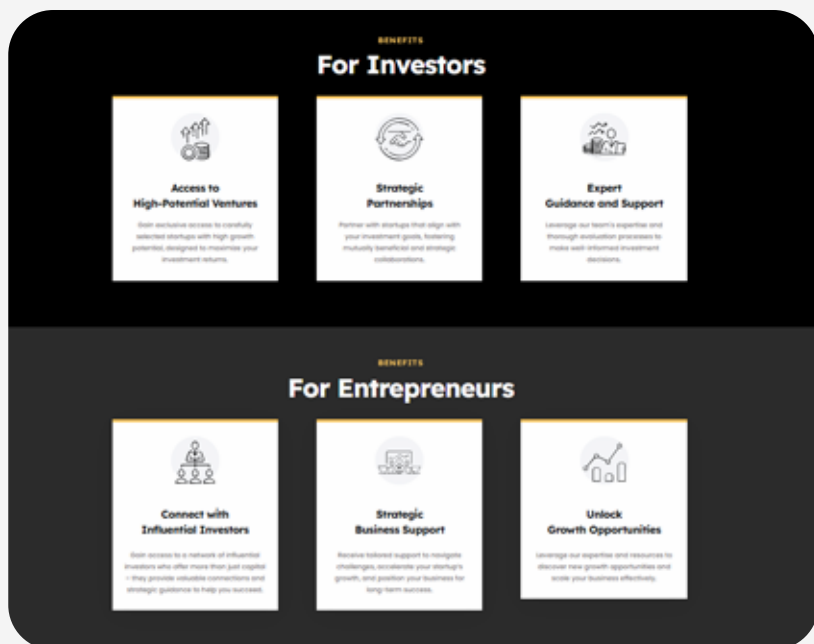 BENEFITS
For Investors
Access to
High-Potential Ventures
Gain exclusive access to carefully
selected startups with high growth
potential, designed to maximize your
investment returns.
Strategic
Partnerships
Partner with startups that align with
your investment goals, fostering
mutually beneficial and strategic
collaborations.
Expert
Guidance and Support
Leverage our team's expertise and
thorough evaluation processes to
make well-informed investment
decisions.
BENEFITS
For Entrepreneurs
Connect with
Influential Investors
Gain access to a network of influential
investors who offer more than just capital
– they provide valuable connections and
strategic guidance to help you succeed.
Strategic
Business Support
Receive tailored support to navigate
challenges, accelerate your startup's
growth, and position your business for
long-term success.
Unlock
Growth Opportunities
Leverage our expertise and resources to
discover new growth opportunities and
scale your business effectively.